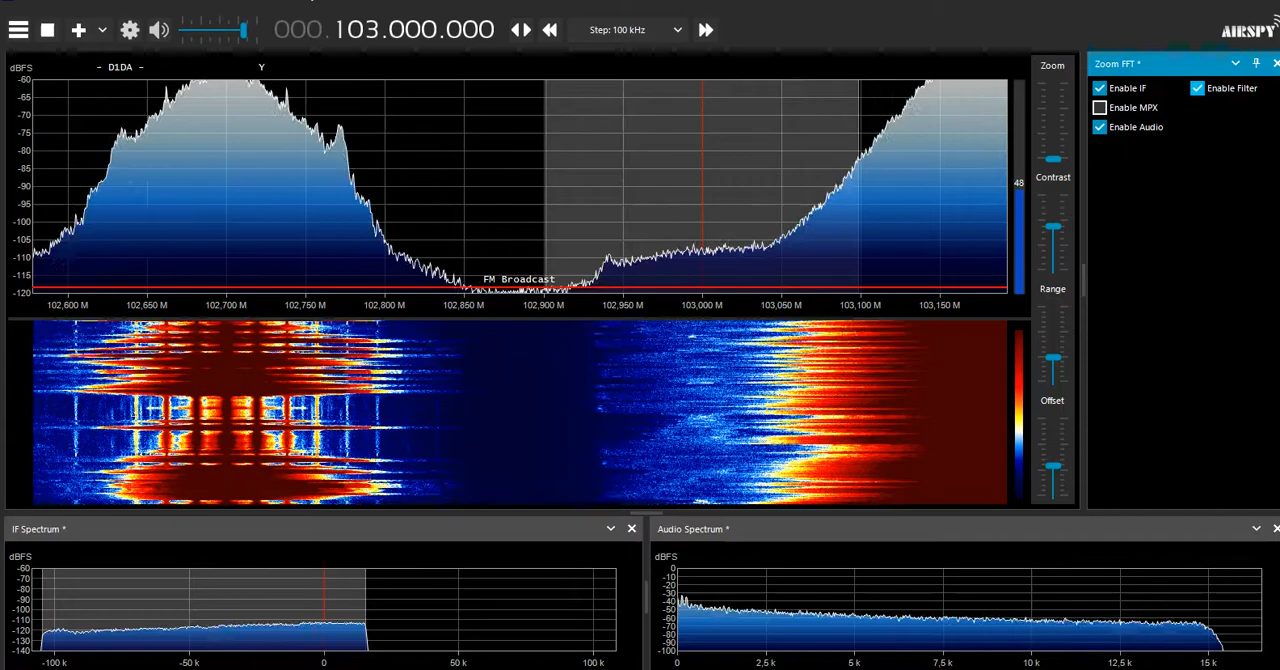 000.103.000.000
Step: 100 kHz
AIRSPY
dBFS
- D1DA -
Y
-60
-65
-70
-75
-80
-85
-90
-95
-100
-105
-110
-115
-120
FM Broadcast
102,600 M
102,650 M
102,700 M
102,750 M
102,800 M
102,850 M
102,900 M
102,950 M
103,000 M
103,050 M
103,100 M
103,150 M
48
Zoom
Contrast
Range
Offset
Zoom FFT *
Enable IF
Enable Filter
Enable MPX
Enable Audio
IF Spectrum *
dBFS
-60
-70
-80
-90
-100
-110
-120
-130
-140
-100 k
-50 k
0
50 k
100 k
Audio Spectrum *
dBFS
0
-10
-20
-30
-40
-50
-60
-70
-80
-90
-100
0
2,5 k
5 k
7,5 k
10 k
12,5 k
15 k